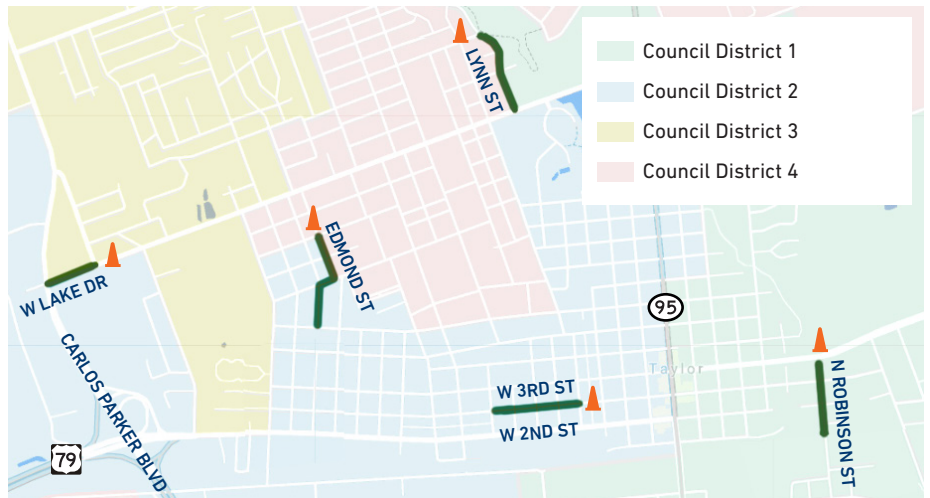 Council District 1
Council District 2
Council District 3
Council District 4
LYNN ST
EDMOND ST
W LAKE DR
CARLOS PARKER BLVD
95
Taylor
W 3RD ST
W 2ND ST
N ROBINSON ST
79